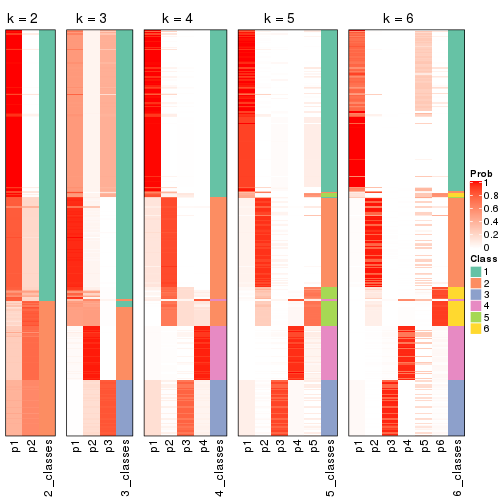 k = 2
k = 3
k = 4
k = 5
k = 6
Prob
1
0.8
0.6
0.4
0.2
0
Class
1
2
3
4
5
6
p1
p2
2_classes
p1
p2
p3
3_classes
p1
p2
p3
p4
4_classes
p1
p2
p3
p4
p5
5_classes
p1
p2
p3
p4
p5
p6
6_classes